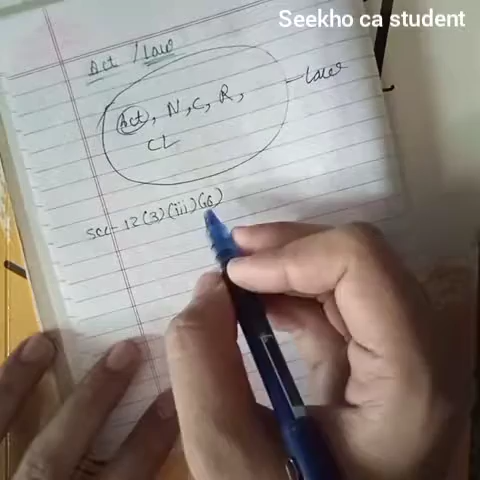 Seekho ca student
Act / Law
Act, N, C, R,
CL
Law
Sec- 12 (3) (iii) (b)